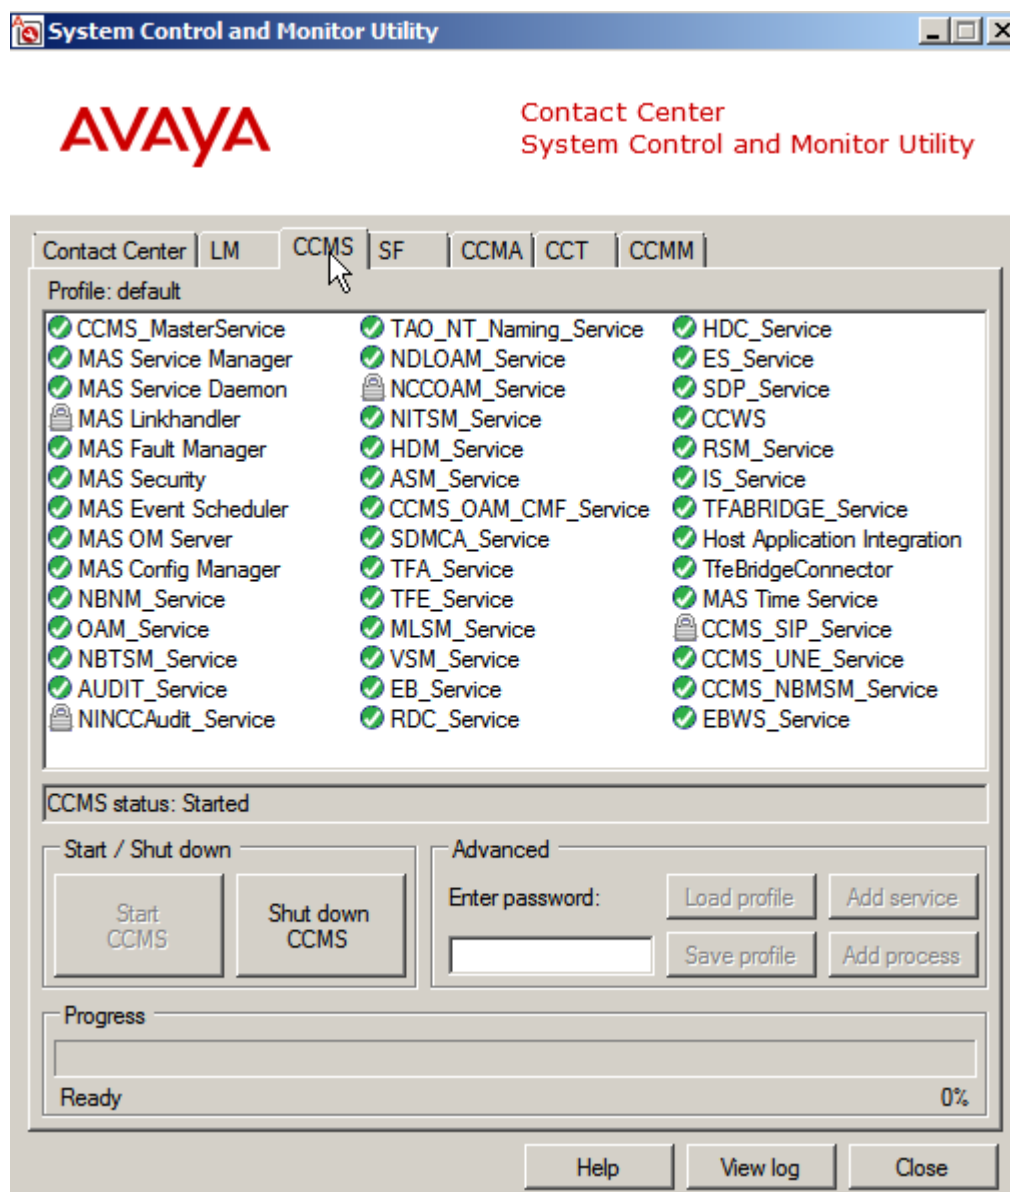 System Control and Monitor Utility
AVAYA
Contact Center
System Control and Monitor Utility
Contact Center LM CCMS SF CCMA CCT CCMM
Profile: default
CCMS_MasterService TAO_NT_Naming_Service HDC_Service
MAS Service Manager NDLOAM_Service ES_Service
MAS Service Daemon NCCOAM_Service SDP_Service
MAS Linkhandler NITSM_Service CCWS
MAS Fault Manager HDM_Service RSM_Service
MAS Security ASM_Service IS_Service
MAS Event Scheduler CCMS_OAM_CMF_Service TFABRIDGE_Service
MAS OM Server SDMCA_Service Host Application Integration
MAS Config Manager TFA_Service TfeBridgeConnector
NBNM_Service TFE_Service MAS Time Service
OAM_Service MLSM_Service CCMS_SIP_Service
NBTSM_Service VSM_Service CCMS_UNE_Service
AUDIT_Service EB_Service CCMS_NBMSM_Service
NINCCAudit_Service RDC_Service EBWS_Service
CCMS status: Started
Start / Shut down
Start
CCMS
Shut down
CCMS
Advanced
Enter password:
Load profile Add service
Save profile Add process
Progress
Ready 0%
Help View log Close